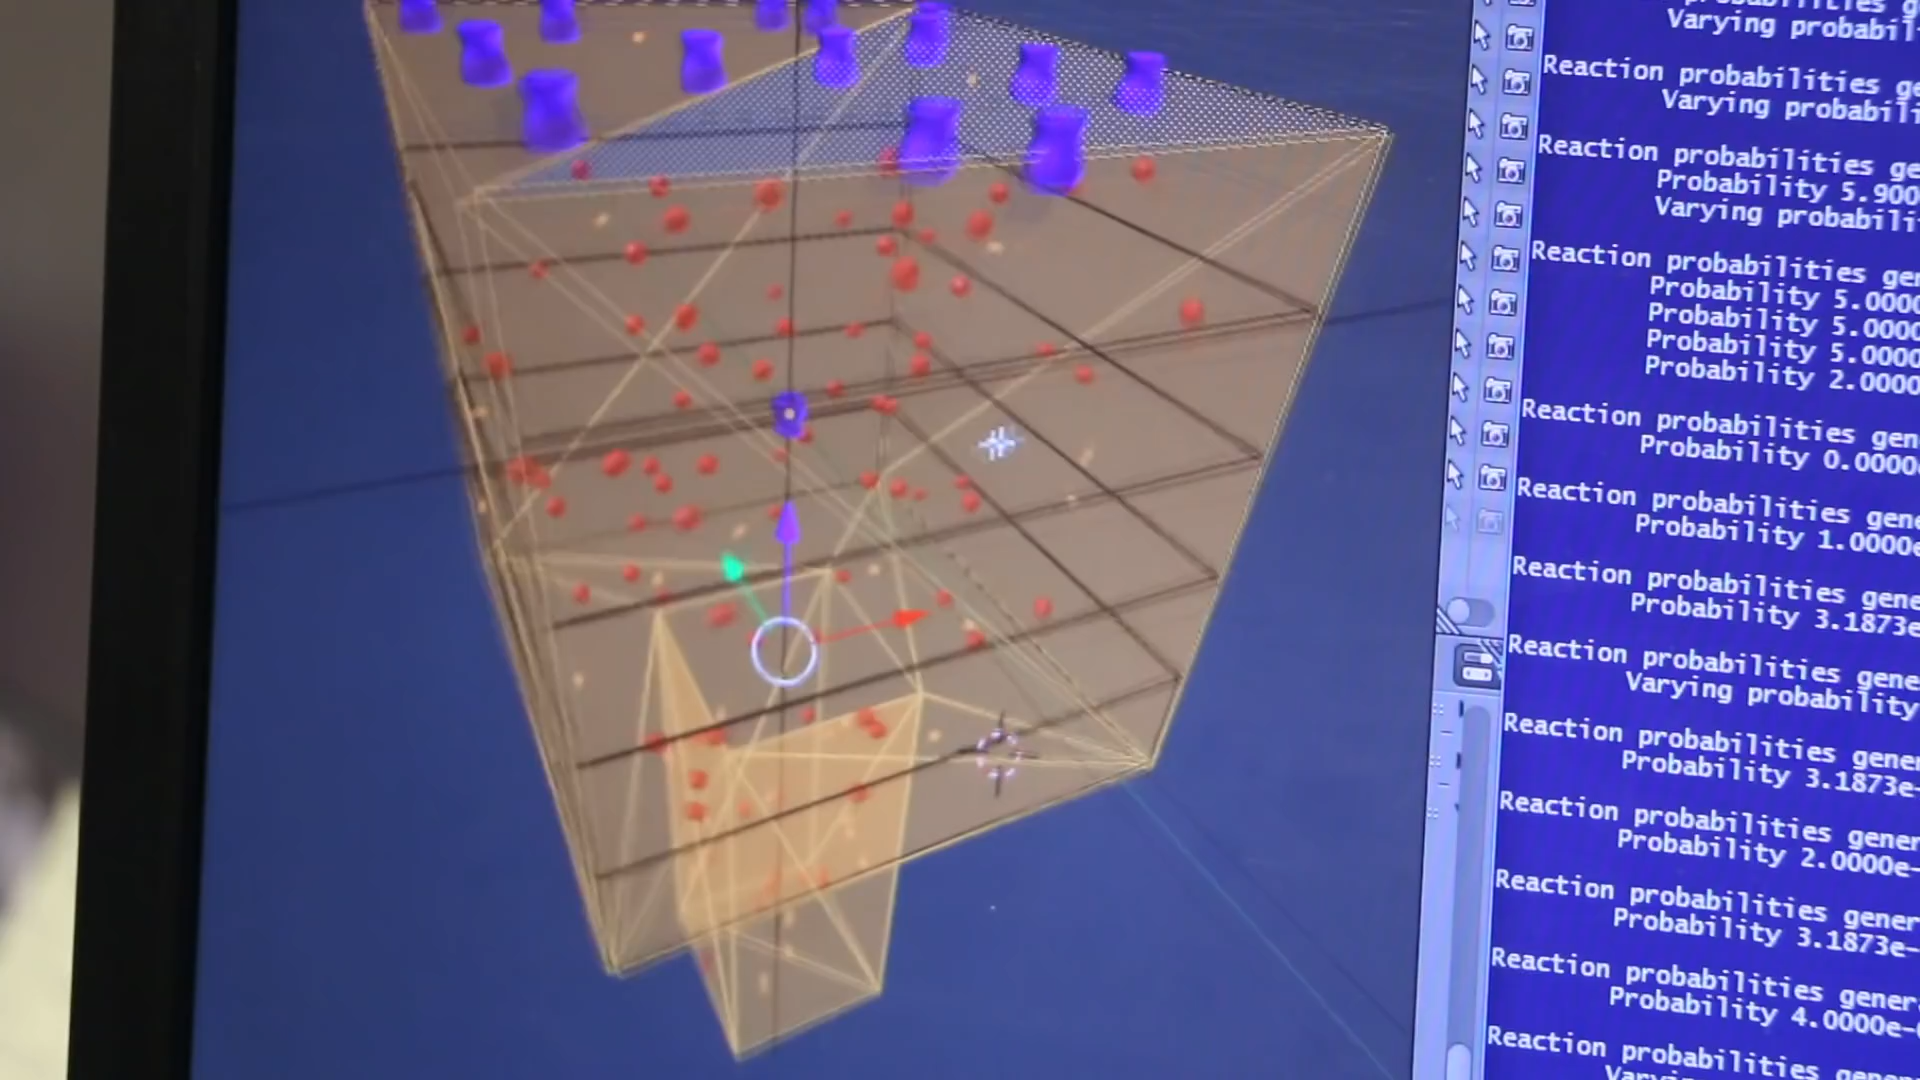 Varying probabil
Reaction probabilities ge
Varying probabili
Reaction probabilities ge
Probability 5.900
Varying probabili
Reaction probabilities gen
Probability 5.0000
Probability 5.0000
Probability 5.0000
Probability 2.0000
Reaction probabilities gen
Probability 0.0000
Reaction probabilities gene
Probability 1.0000e
Reaction probabilities gene
Probability 3.1873e
Reaction probabilities gene
Varying probability
Reaction probabilities gener
Probability 3.1873e-
Reaction probabilities gener
Probability 2.0000e-
Reaction probabilities gener
Probability 3.1873e-
Reaction probabilities gener
Probability 4.0000e-
Reaction probabilities gener